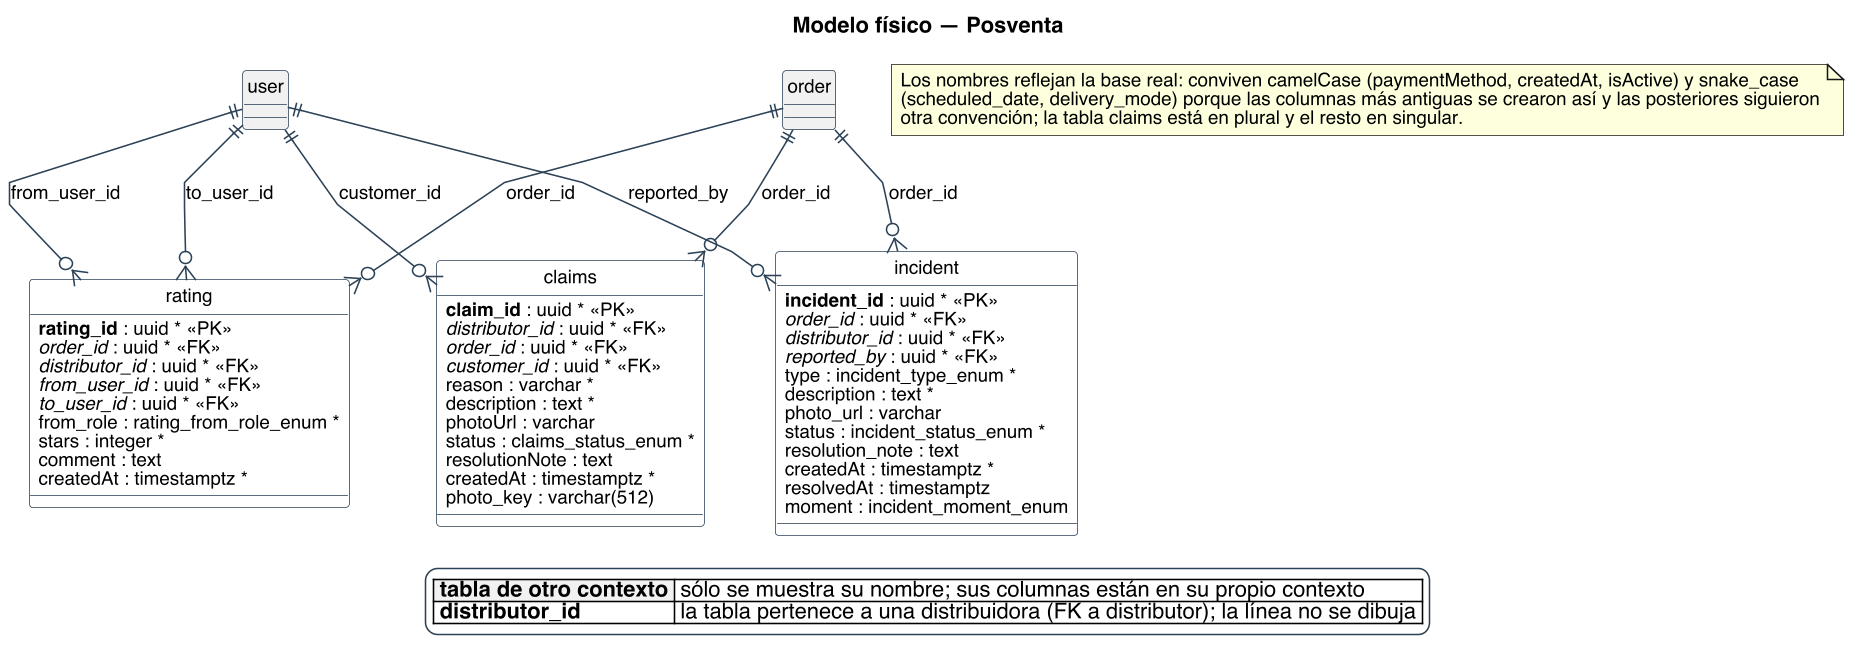 Modelo físico — Posventa
user
order
Los nombres reflejan la base real: conviven camelCase (paymentMethod, createdAt, isActive) y snake_case
(scheduled_date, delivery_mode) porque las columnas más antiguas se crearon así y las posteriores siguieron
otra convención; la tabla claims está en plural y el resto en singular.
from_user_id
to_user_id
customer_id
order_id
reported_by
order_id
order_id
rating
rating_id : uuid * «PK»
order_id : uuid * «FK»
distributor_id : uuid * «FK»
from_user_id : uuid * «FK»
to_user_id : uuid * «FK»
from_role : rating_from_role_enum *
stars : integer *
comment : text
createdAt : timestamptz *
claims
claim_id : uuid * «PK»
distributor_id : uuid * «FK»
order_id : uuid * «FK»
customer_id : uuid * «FK»
reason : varchar *
description : text *
photoUrl : varchar
status : claims_status_enum *
resolutionNote : text
createdAt : timestamptz *
photo_key : varchar(512)
incident
incident_id : uuid * «PK»
order_id : uuid * «FK»
distributor_id : uuid * «FK»
reported_by : uuid * «FK»
type : incident_type_enum *
description : text *
photo_url : varchar
status : incident_status_enum *
resolution_note : text
createdAt : timestamptz *
resolvedAt : timestamptz
moment : incident_moment_enum
tabla de otro contexto sólo se muestra su nombre; sus columnas están en su propio contexto
distributor_id la tabla pertenece a una distribuidora (FK a distributor); la línea no se dibuja